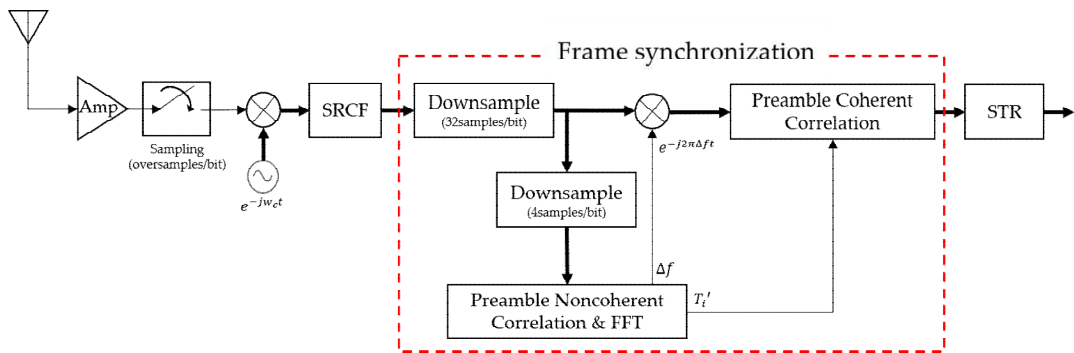 Frame synchronization
Amp
Sampling
(oversamples/bit)
e^{-jw_ct}
SRCF
Downsample
(32samples/bit)
e^{-j2πΔft}
Preamble Coherent
Correlation
STR
Downsample
(4samples/bit)
Δf
T_i'
Preamble Noncoherent
Correlation & FFT